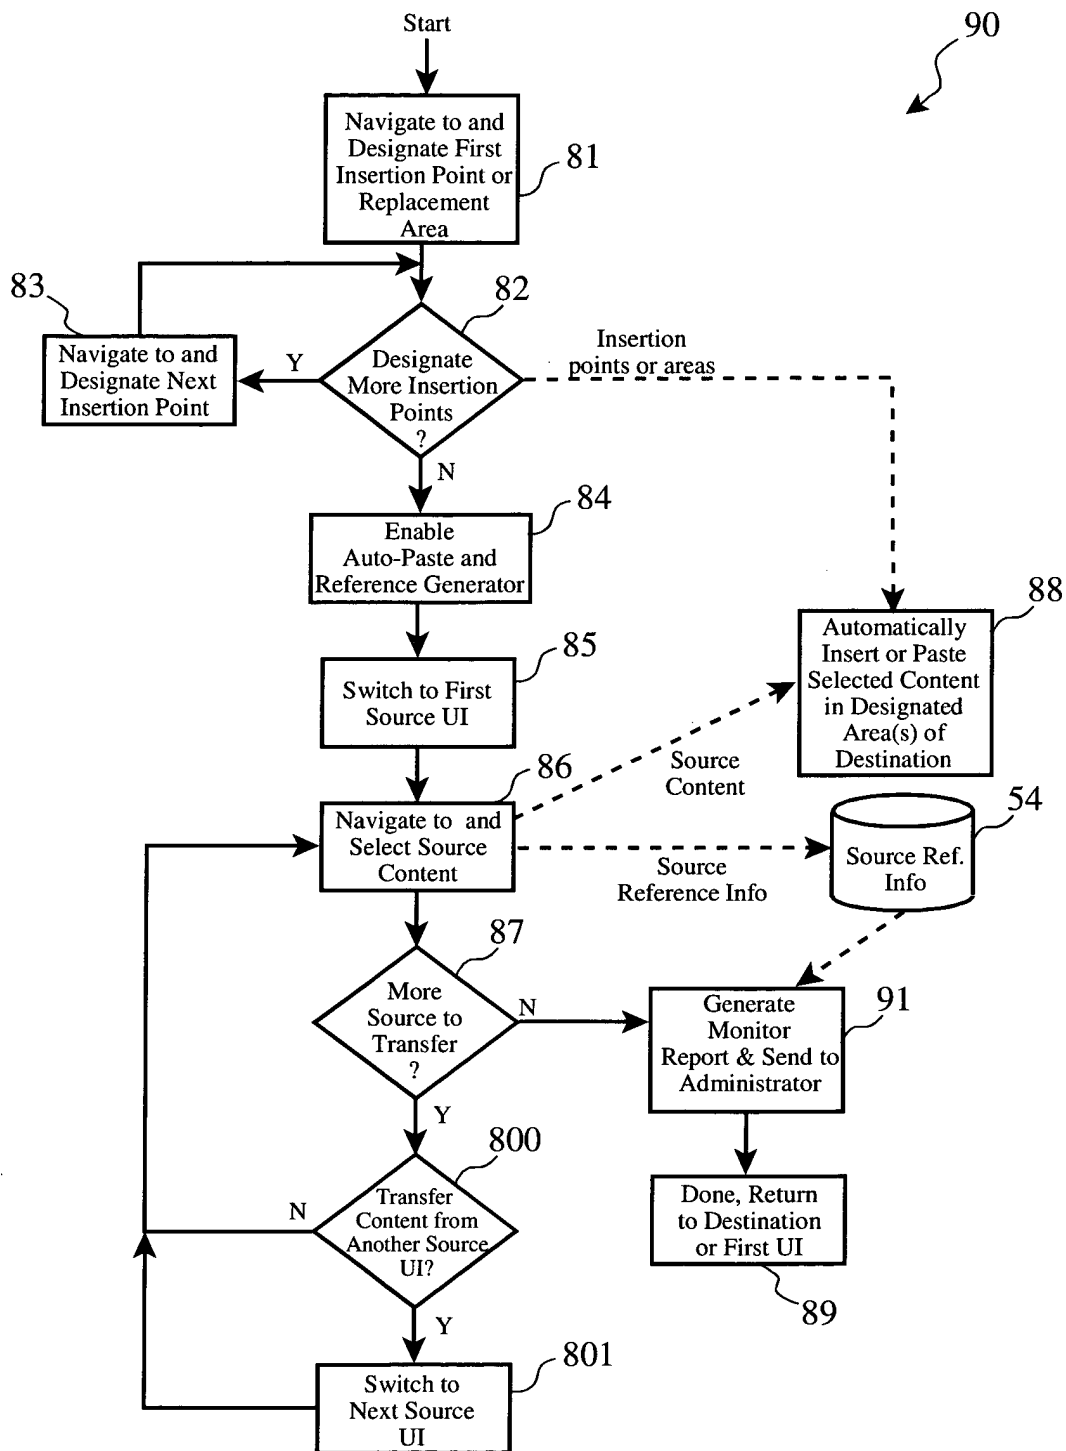 Start
90
Navigate to and
Designate First
Insertion Point or
Replacement
Area
81
83
82
Navigate to and
Designate Next
Insertion Point
Y
Designate
More Insertion
Points
?
Insertion
points or areas
N
84
Enable
Auto-Paste and
Reference Generator
88
Automatically
Insert or Paste
Selected Content
in Designated
Area(s) of
Destination
85
Switch to First
Source UI
86
Source
Content
Navigate to and
Select Source
Content
54
Source Ref.
Info
Source
Reference Info
87
More
Source to
Transfer
?
N
91
Generate
Monitor
Report & Send to
Administrator
Y
800
Transfer
Content from
Another Source
UI?
N
Done, Return
to Destination
or First UI
89
Y
801
Switch to
Next Source
UI